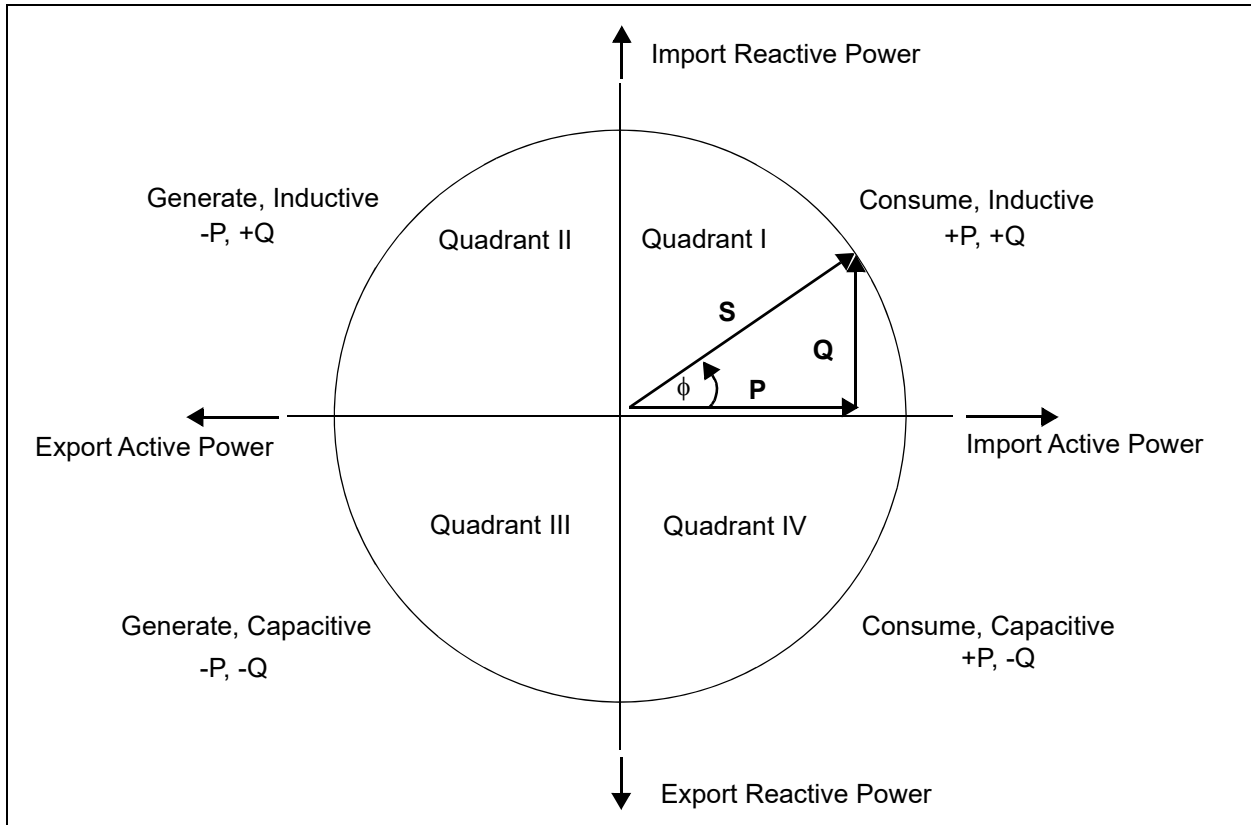 Import Reactive Power
Generate, Inductive
-P, +Q
Quadrant II
Quadrant I
Consume, Inductive
+P, +Q
S
Q
ϕ
P
Export Active Power
Import Active Power
Quadrant III
Quadrant IV
Generate, Capacitive
-P, -Q
Consume, Capacitive
+P, -Q
Export Reactive Power